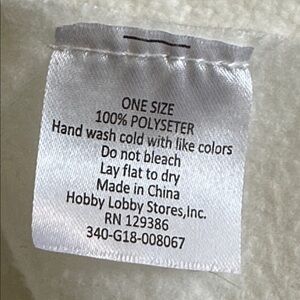 ONE SIZE
100% POLYSETER
Hand wash cold with like colors
Do not bleach
Lay flat to dry
Made in China
Hobby Lobby Stores,Inc.
RN 129386
340-G18-008067